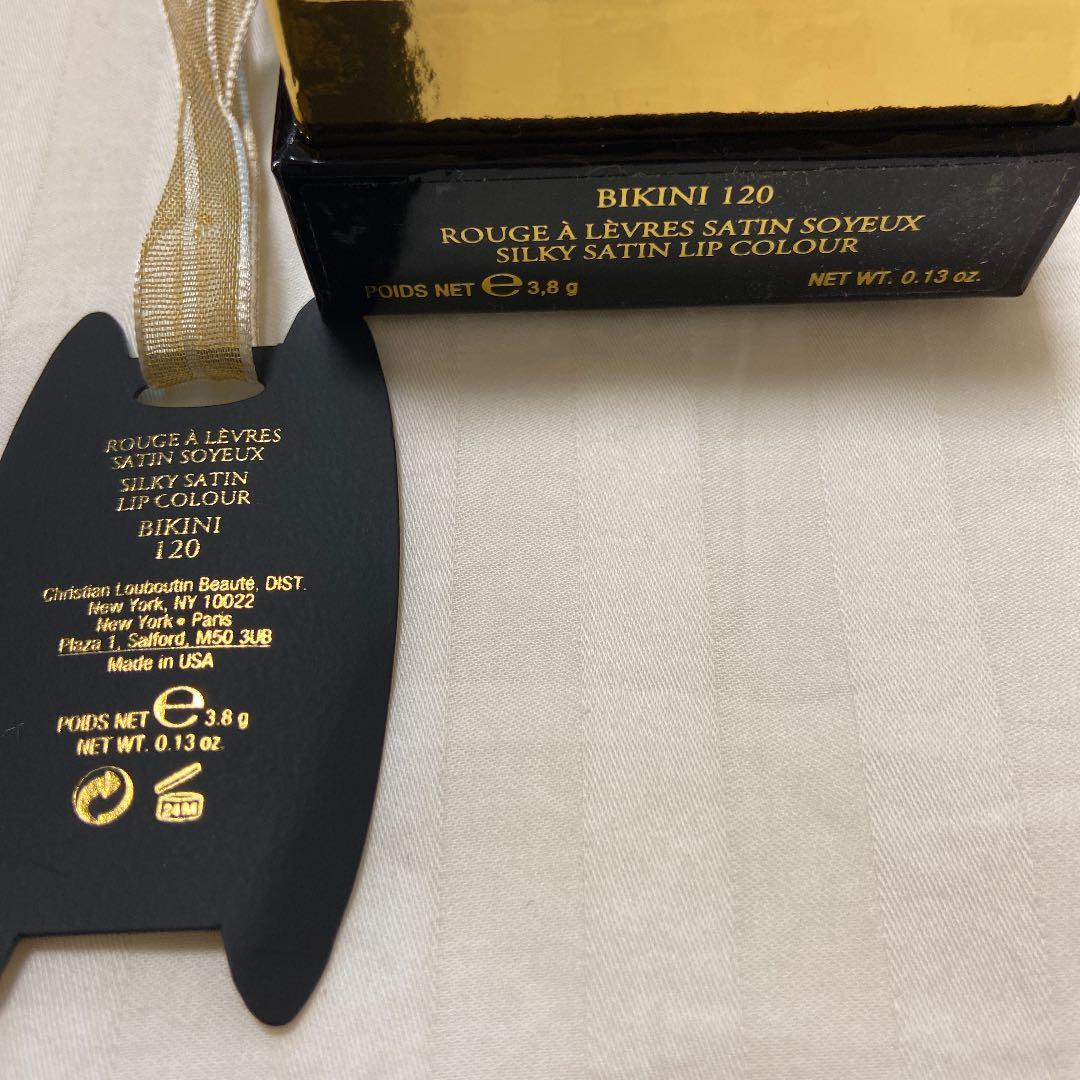 BIKINI 120
ROUGE À LÈVRES SATIN SOYEUX
SILKY SATIN LIP COLOUR
POIDS NET ℮ 3,8 g
NET WT. 0.13 oz.
ROUGE À LÈVRES
SATIN SOYEUX
SILKY SATIN
LIP COLOUR
BIKINI
120
Christian Louboutin Beauté, DIST.
New York, NY 10022
New York • Paris
Plaza 1, Salford, M50 3UB
Made in USA
POIDS NET ℮ 3.8 g
NET WT. 0.13 oz.
24M